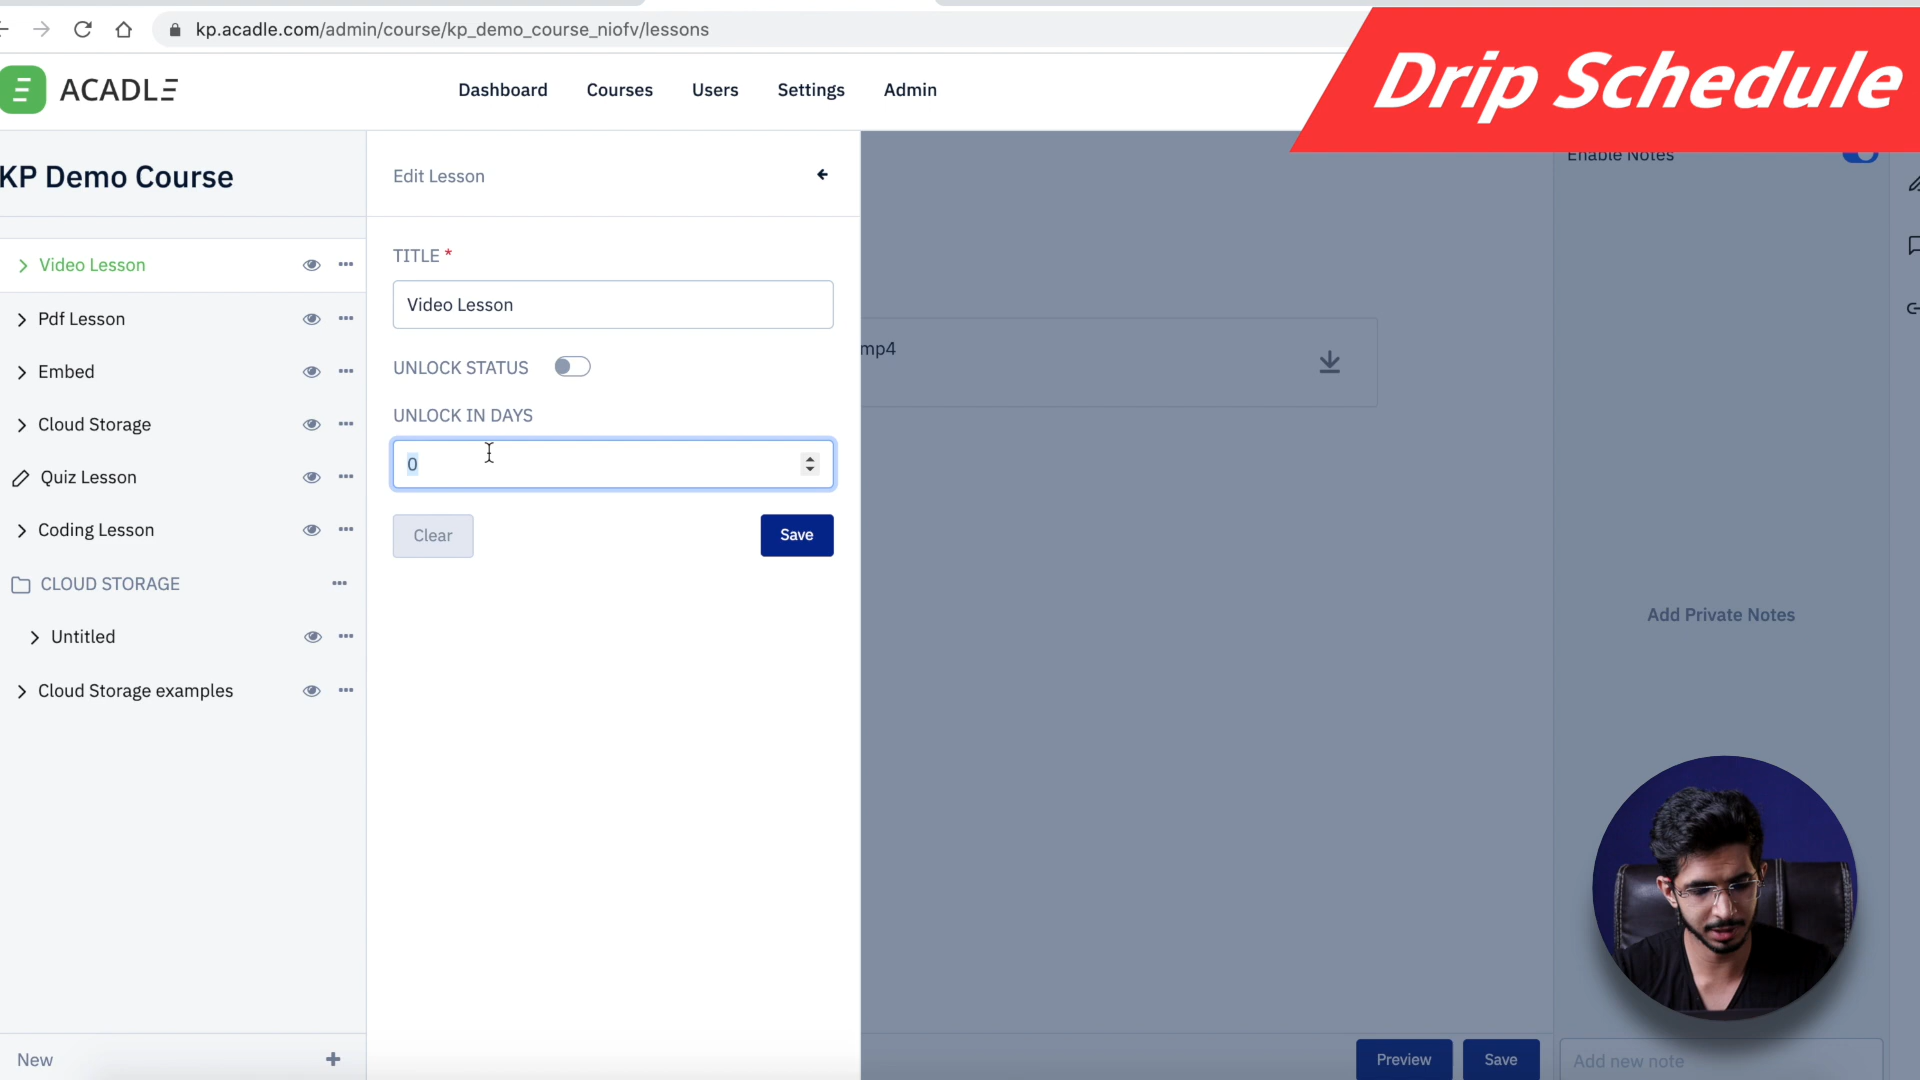 kp.acadle.com/admin/course/kp_demo_course_niofv/lessons
Drip Schedule
ACADLE
Dashboard
Courses
Users
Settings
Admin
KP Demo Course
Edit Lesson
Enable Notes
TITLE *
Video Lesson
Video Lesson
Pdf Lesson
mp4
UNLOCK STATUS
Embed
UNLOCK IN DAYS
Cloud Storage
0
Quiz Lesson
Clear
Save
Coding Lesson
CLOUD STORAGE
Add Private Notes
Untitled
Cloud Storage examples
New
Preview
Save
Add new note